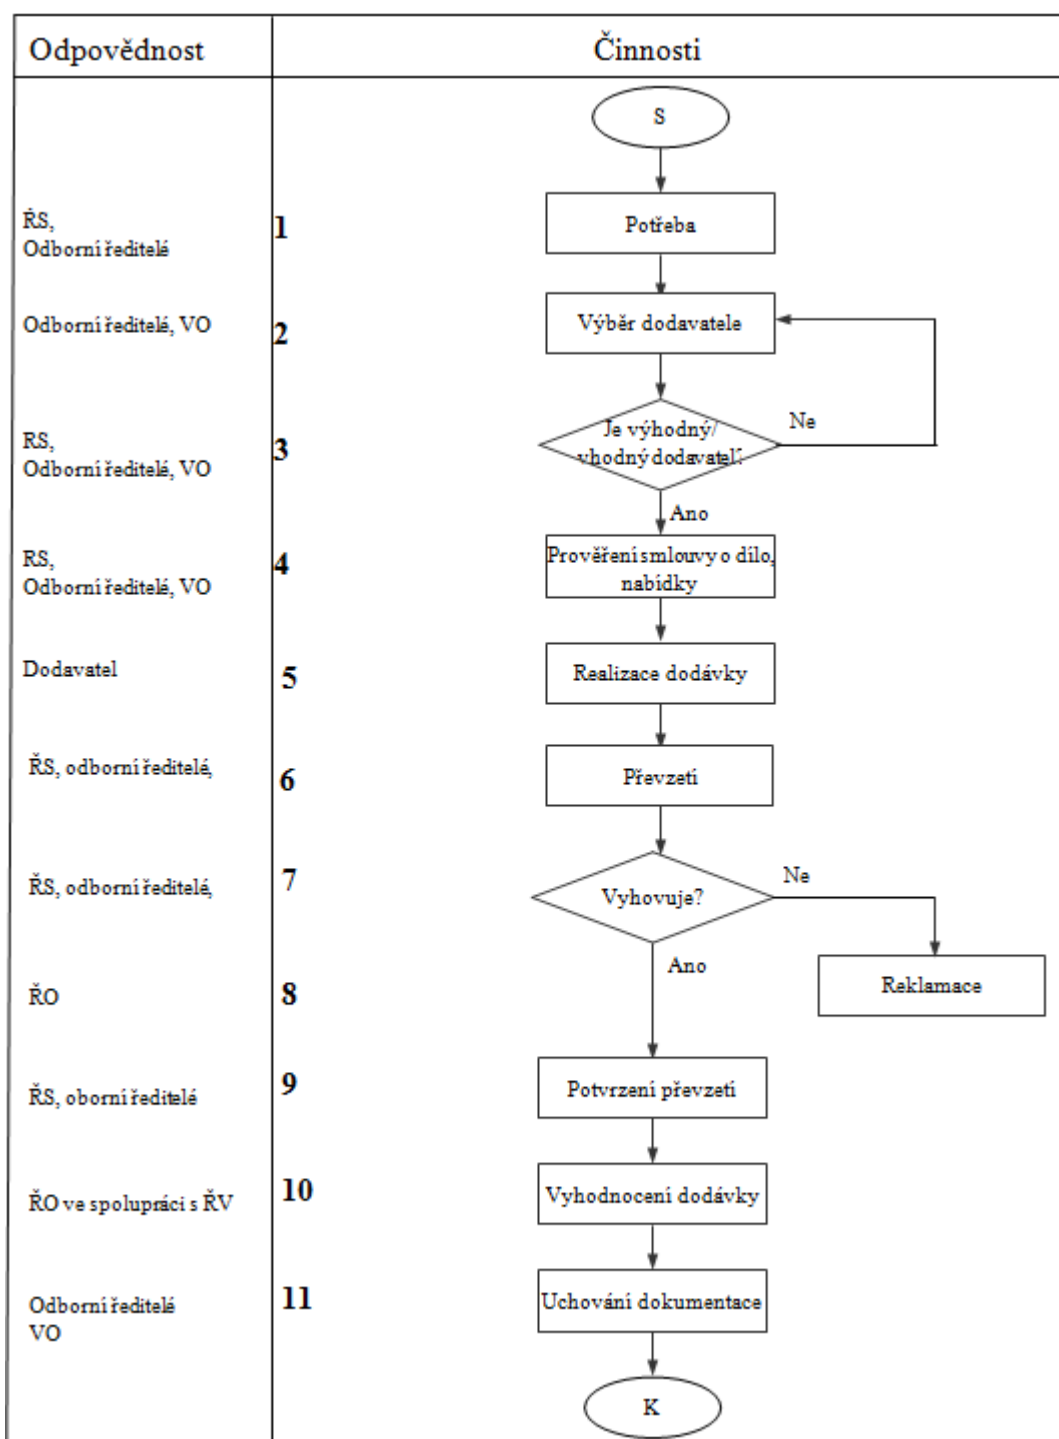 Odpovědnost
Činnosti
S
ŘS,
Odborní ředitelé
1
Potřeba
Odborní ředitelé, VO
2
Výběr dodavatele
RS,
Odborní ředitelé, VO
3
Je výhodný/
vhodný dodavatel?
Ne
Ano
RS,
Odborní ředitelé, VO
4
Prověření smlouvy o dílo,
nabídky
Dodavatel
5
Realizace dodávky
ŘS, odborní ředitelé,
6
Převzetí
ŘS, odborní ředitelé,
7
Vyhovuje?
Ne
Ano
ŘO
8
Reklamace
ŘS, oborní ředitelé
9
Potvrzení převzetí
ŘO ve spolupráci s ŘV
10
Vyhodnocení dodávky
Odborní ředitelé
VO
11
Uchování dokumentace
K